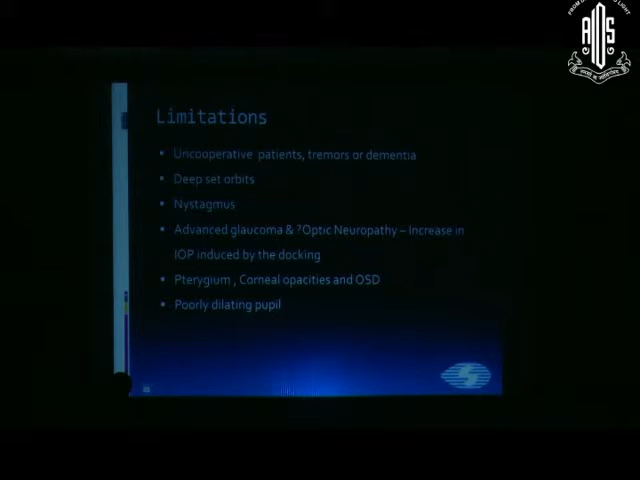 AIOS
Limitations
Uncooperative patients, tremors or dementia
Deep set orbits
Nystagmus
Advanced glaucoma & ?Optic Neuropathy – Increase in
IOP induced by the docking
Pterygium , Corneal opacities and OSD
Poorly dilating pupil